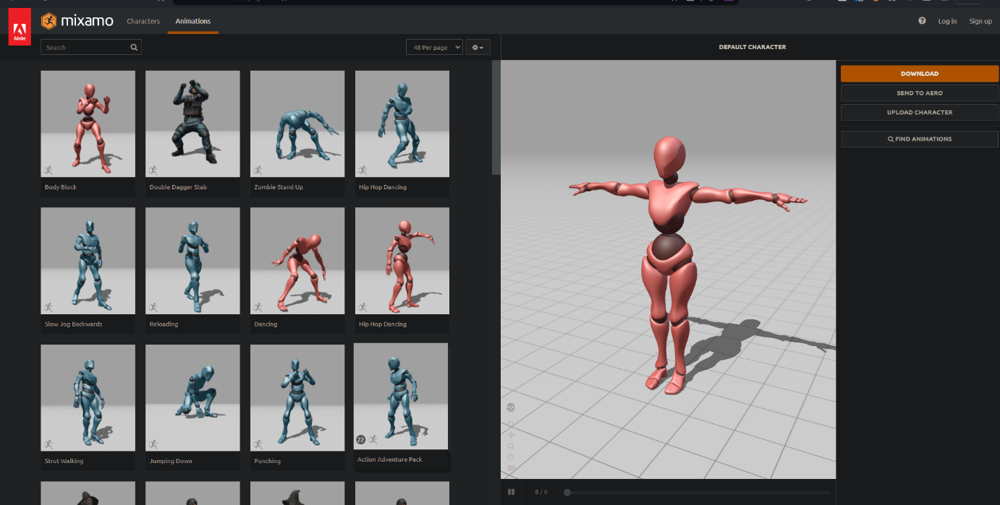 Adobe
mixamo
Characters
Animations
Log in
Sign up
Search
48 Per page
DEFAULT CHARACTER
DOWNLOAD
SEND TO AERO
UPLOAD CHARACTER
FIND ANIMATIONS
Body Block
Double Dagger Stab
Zombie Stand Up
Hip Hop Dancing
Slow Jog Backwards
Reloading
Dancing
Hip Hop Dancing
Strut Walking
Jumping Down
Punching
22
Action Adventure Pack
0 / 0